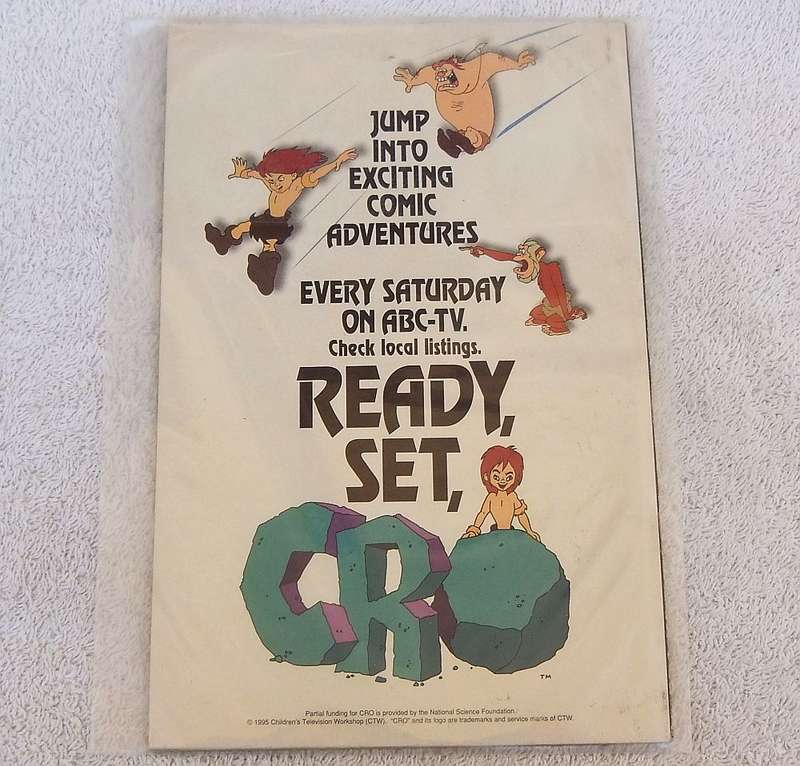 JUMP
INTO
EXCITING
COMIC
ADVENTURES
EVERY SATURDAY
ON ABC-TV.
Check local listings.
READY,
SET,
CRO
TM
Partial funding for CRO is provided by the National Science Foundation.
© 1995 Children's Television Workshop (CTW). "CRO" and its logo are trademarks and service marks of CTW.